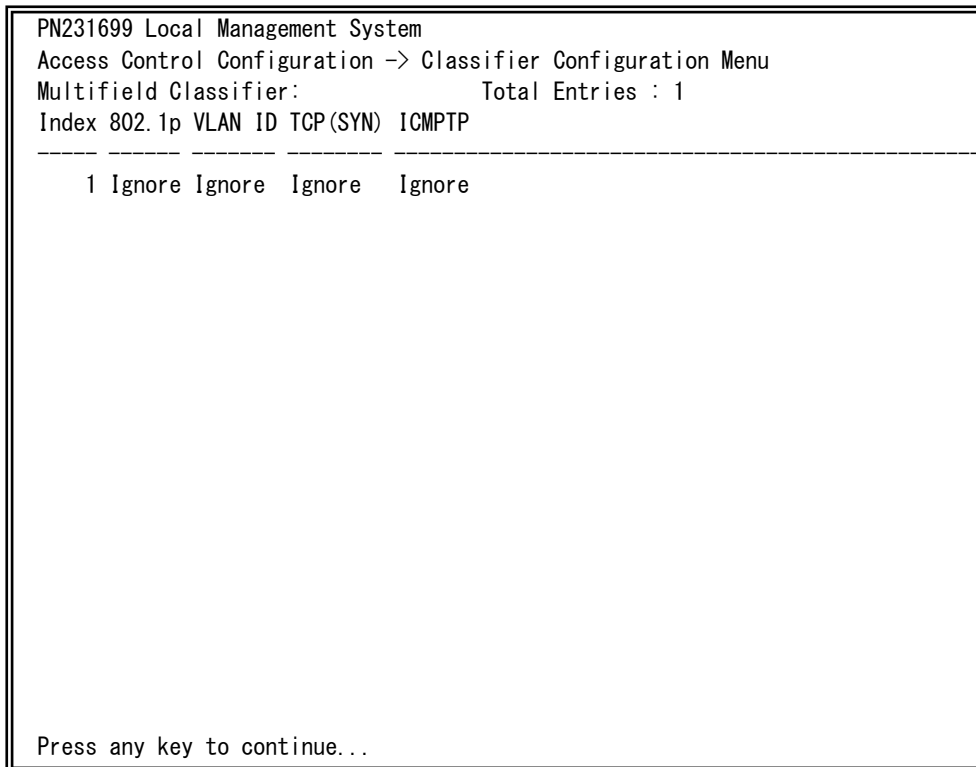 PN231699 Local Management System
Access Control Configuration -> Classifier Configuration Menu
Multifield Classifier: Total Entries : 1
Index 802.1p VLAN ID TCP(SYN) ICMPTP
----- ------ ------- -------- ------------------------------------------------
1 Ignore Ignore Ignore Ignore
Press any key to continue...